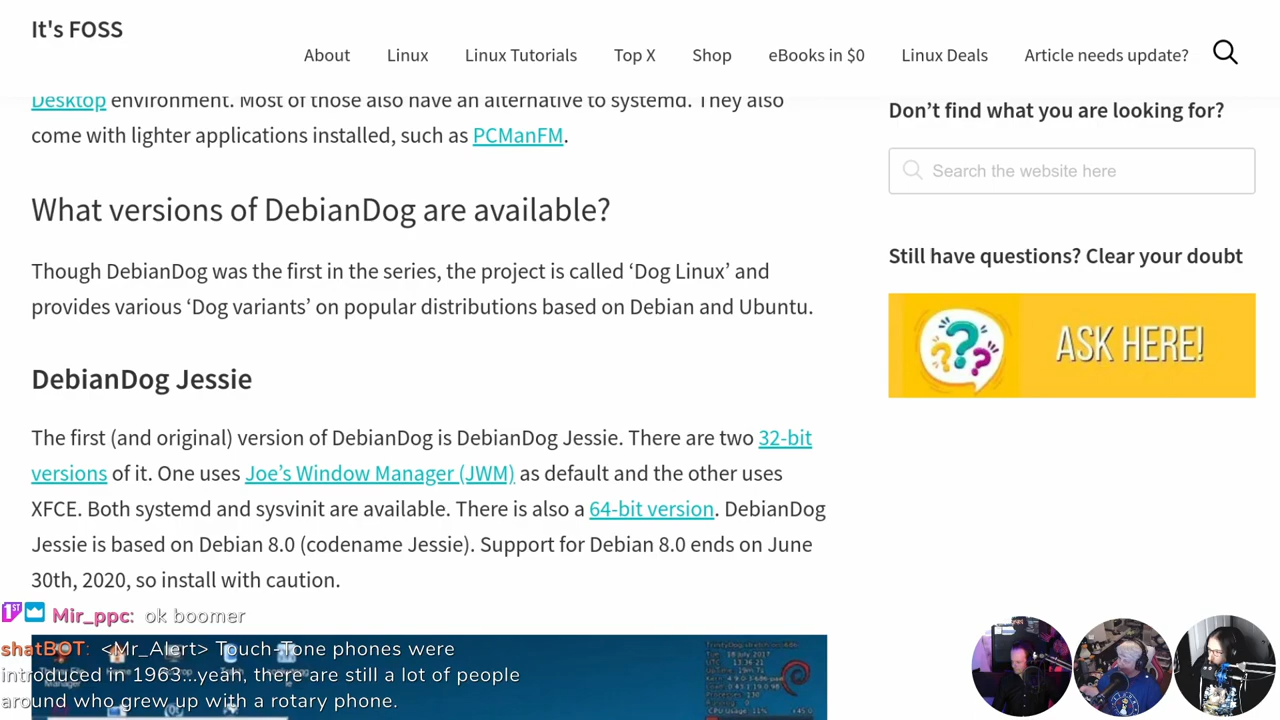 It's FOSS
About
Linux
Linux Tutorials
Top X
Shop
eBooks in $0
Linux Deals
Article needs update?
Desktop environment. Most of those also have an alternative to systemd. They also
come with lighter applications installed, such as PCManFM.
What versions of DebianDog are available?
Though DebianDog was the first in the series, the project is called ‘Dog Linux’ and
provides various ‘Dog variants’ on popular distributions based on Debian and Ubuntu.
DebianDog Jessie
The first (and original) version of DebianDog is DebianDog Jessie. There are two 32-bit
versions of it. One uses Joe’s Window Manager (JWM) as default and the other uses
XFCE. Both systemd and sysvinit are available. There is also a 64-bit version. DebianDog
Jessie is based on Debian 8.0 (codename Jessie). Support for Debian 8.0 ends on June
30th, 2020, so install with caution.
Don’t find what you are looking for?
Search the website here
Still have questions? Clear your doubt
ASK HERE!
1ST Mir_ppc: ok boomer
shatBOT: <Mr_Alert> Touch-Tone phones were
introduced in 1963...yeah, there are still a lot of people
around who grew up with a rotary phone.